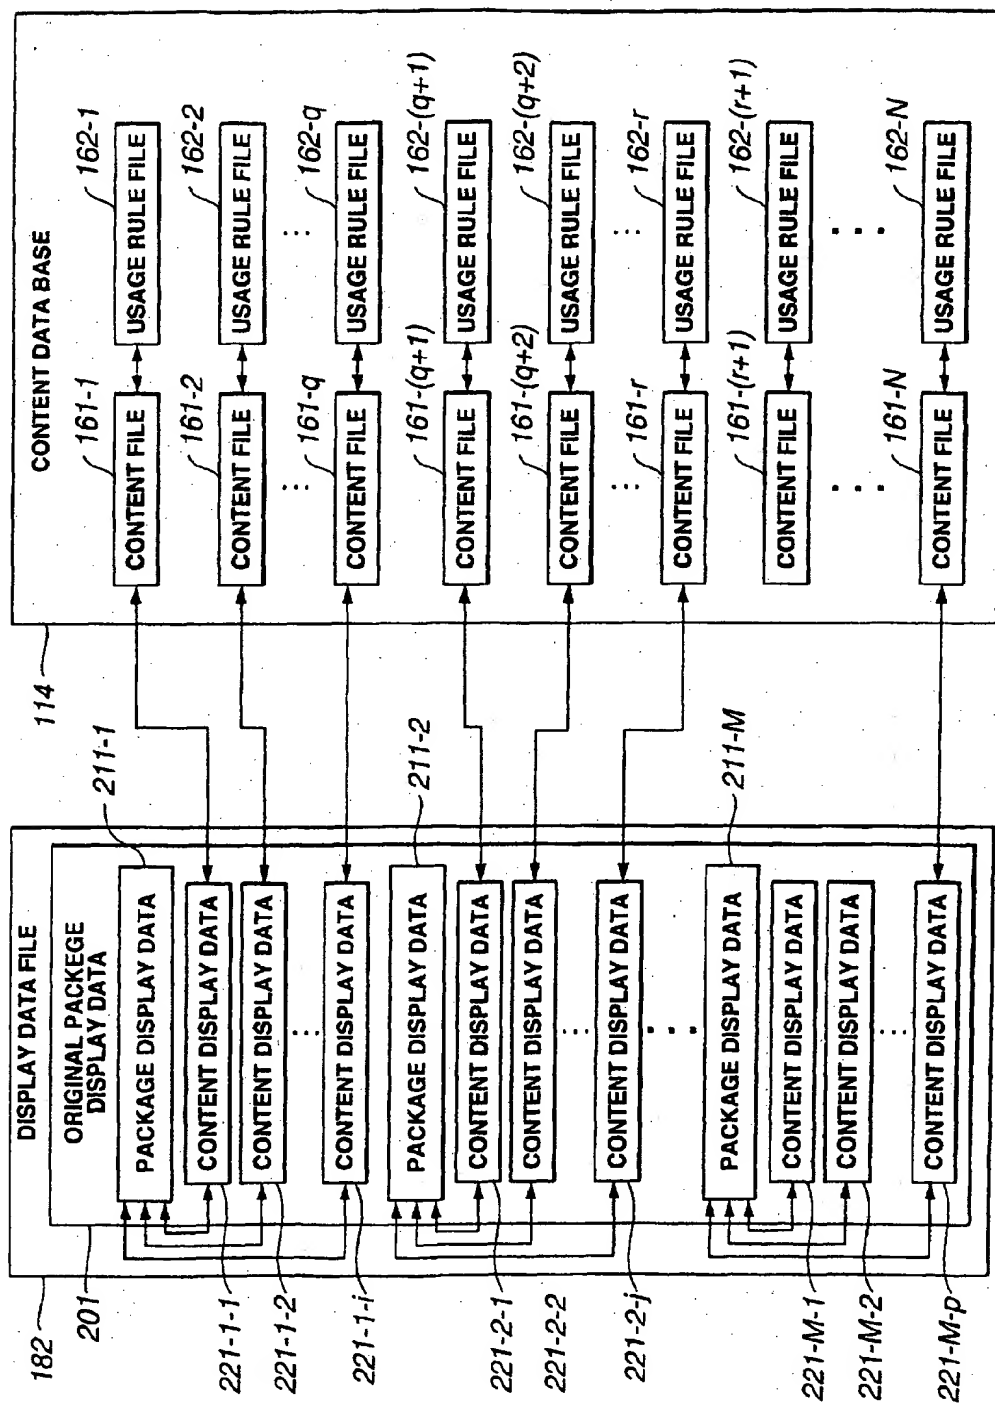 CONTENT DATA BASE
161-1
162-1
CONTENT FILE
USAGE RULE FILE
161-2
162-2
CONTENT FILE
USAGE RULE FILE
161-q
162-q
CONTENT FILE
USAGE RULE FILE
161-(q+1)
162-(q+1)
CONTENT FILE
USAGE RULE FILE
161-(q+2)
162-(q+2)
CONTENT FILE
USAGE RULE FILE
161-r
162-r
CONTENT FILE
USAGE RULE FILE
161-(r+1)
162-(r+1)
CONTENT FILE
USAGE RULE FILE
161-N
162-N
CONTENT FILE
USAGE RULE FILE
114
DISPLAY DATA FILE
ORIGINAL PACKEGE
DISPLAY DATA
211-1
PACKAGE DISPLAY DATA
CONTENT DISPLAY DATA
CONTENT DISPLAY DATA
CONTENT DISPLAY DATA
211-2
PACKAGE DISPLAY DATA
CONTENT DISPLAY DATA
CONTENT DISPLAY DATA
CONTENT DISPLAY DATA
211-M
PACKAGE DISPLAY DATA
CONTENT DISPLAY DATA
CONTENT DISPLAY DATA
CONTENT DISPLAY DATA
182
201
221-1-1
221-1-2
221-1-i
221-2-1
221-2-2
221-2-j
221-M-1
221-M-2
221-M-p